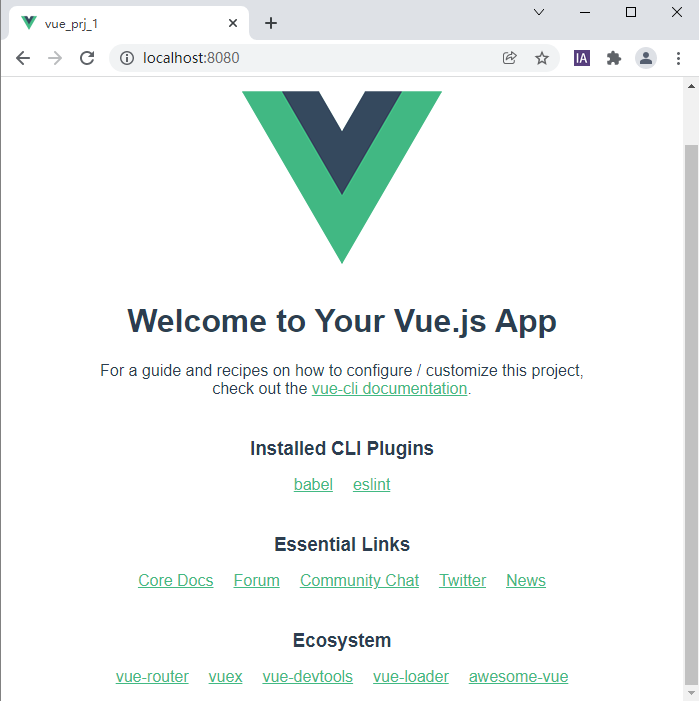 vue_prj_1
localhost:8080
IA
Welcome to Your Vue.js App
For a guide and recipes on how to configure / customize this project,
check out the vue-cli documentation.
Installed CLI Plugins
babel eslint
Essential Links
Core Docs Forum Community Chat Twitter News
Ecosystem
vue-router vuex vue-devtools vue-loader awesome-vue